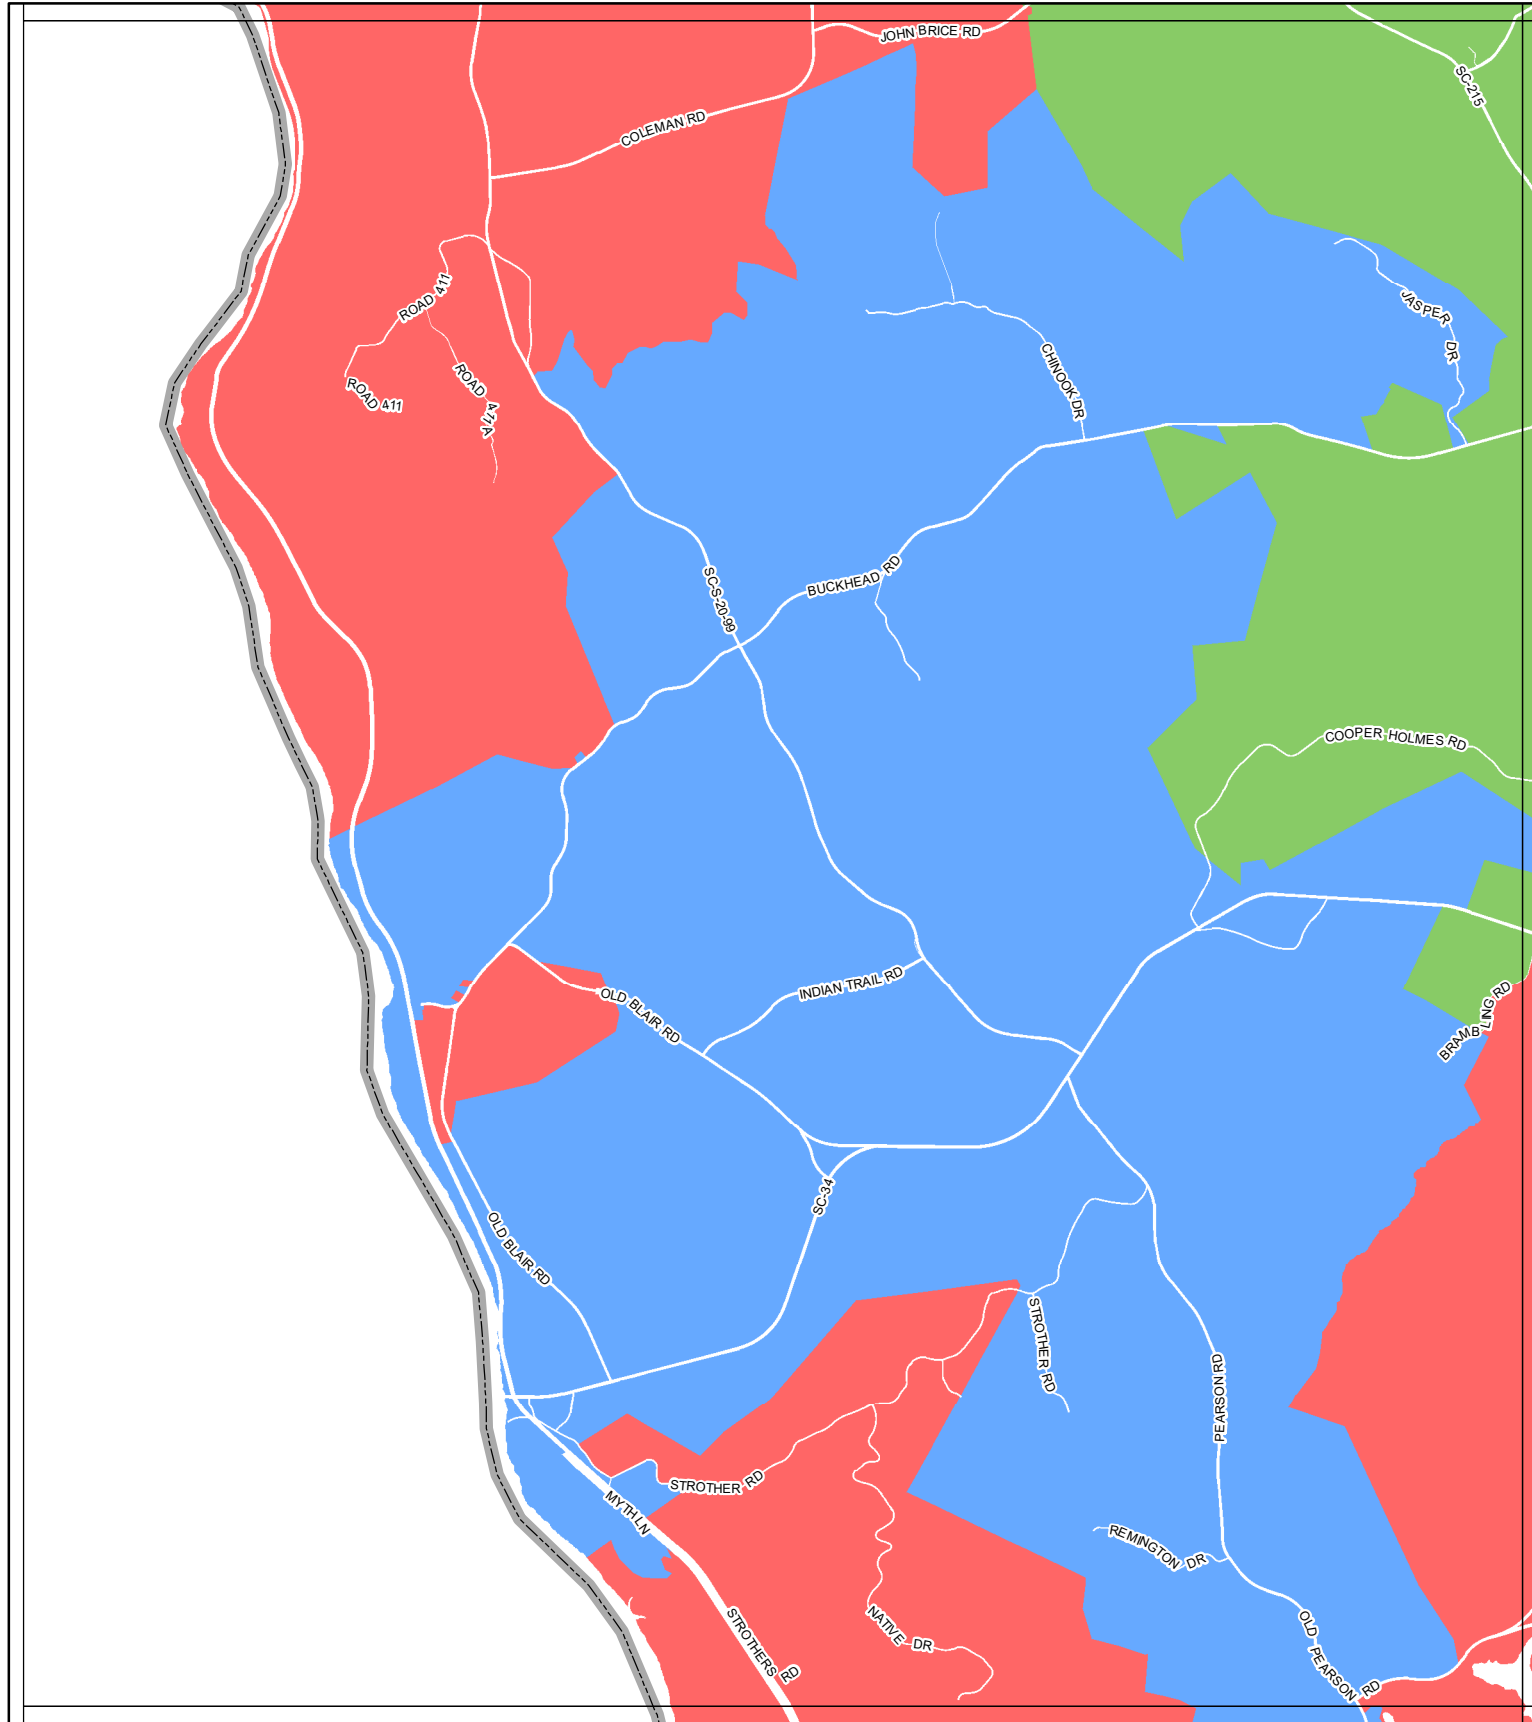 JOHN BRICE RD
SC-215
COLEMAN RD
ROAD 411
JASPER DR
ROAD 411
ROAD 411A
CHINOOK DR
BUCKHEAD RD
SC-S-20-99
COOPER HOLMES RD
INDIAN TRAIL RD
OLD BLAIR RD
BRAMBLING RD
SC-34
OLD BLAIR RD
STROTHER RD
PEARSON RD
STROTHER RD
MYTH LN
REMINGTON DR
NATIVE DR
STROTHERS RD
OLD PEARSON RD